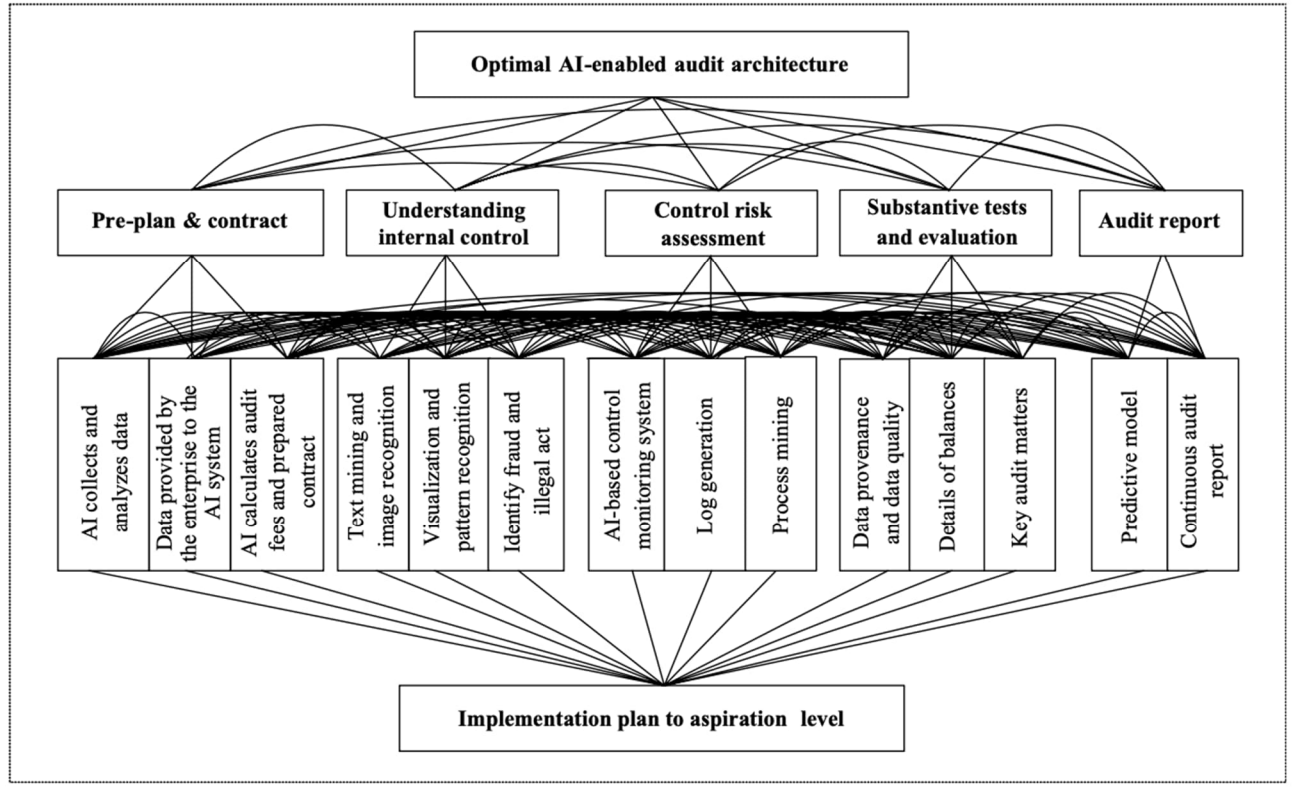 Optimal AI-enabled audit architecture
Pre-plan & contract
Understanding
internal control
Control risk
assessment
Substantive tests
and evaluation
Audit report
AI collects and
analyzes data
Data provided by
the enterprise to the
AI system
AI calculates audit
fees and prepared
contract
Text mining and
image recognition
Visualization and
pattern recognition
Identify fraud and
illegal act
AI-based control
monitoring system
Log generation
Process mining
Data provenance
and data quality
Details of balances
Key audit matters
Predictive model
Continuous audit
report
Implementation plan to aspiration level